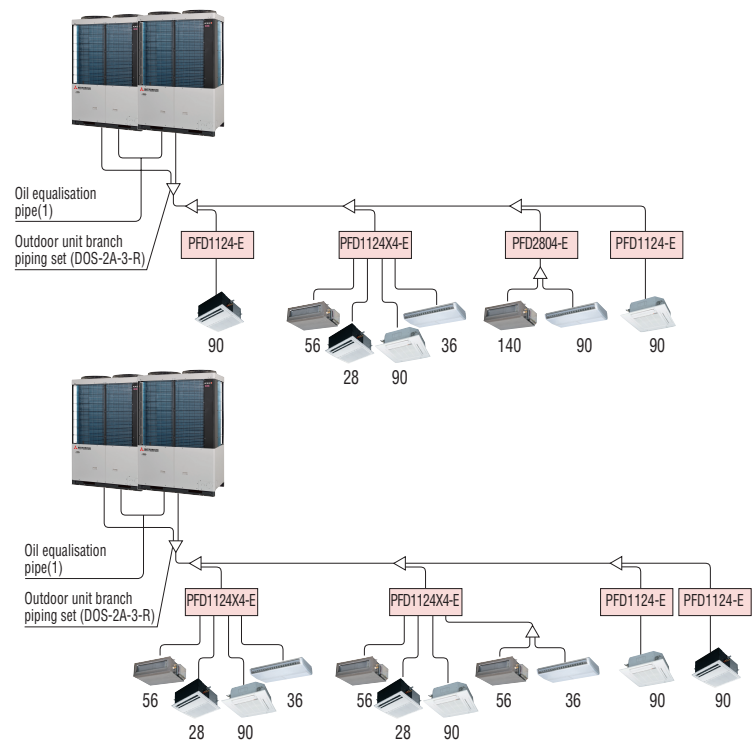 Oil equalisation
pipe(1)
Outdoor unit branch
piping set (DOS-2A-3-R)
PFD1124-E
PFD1124X4-E
PFD2804-E
PFD1124-E
90
56
28
90
36
140
90
90
Oil equalisation
pipe(1)
Outdoor unit branch
piping set (DOS-2A-3-R)
PFD1124X4-E
PFD1124X4-E
PFD1124-E
PFD1124-E
56
28
90
36
56
28
90
56
36
90
90